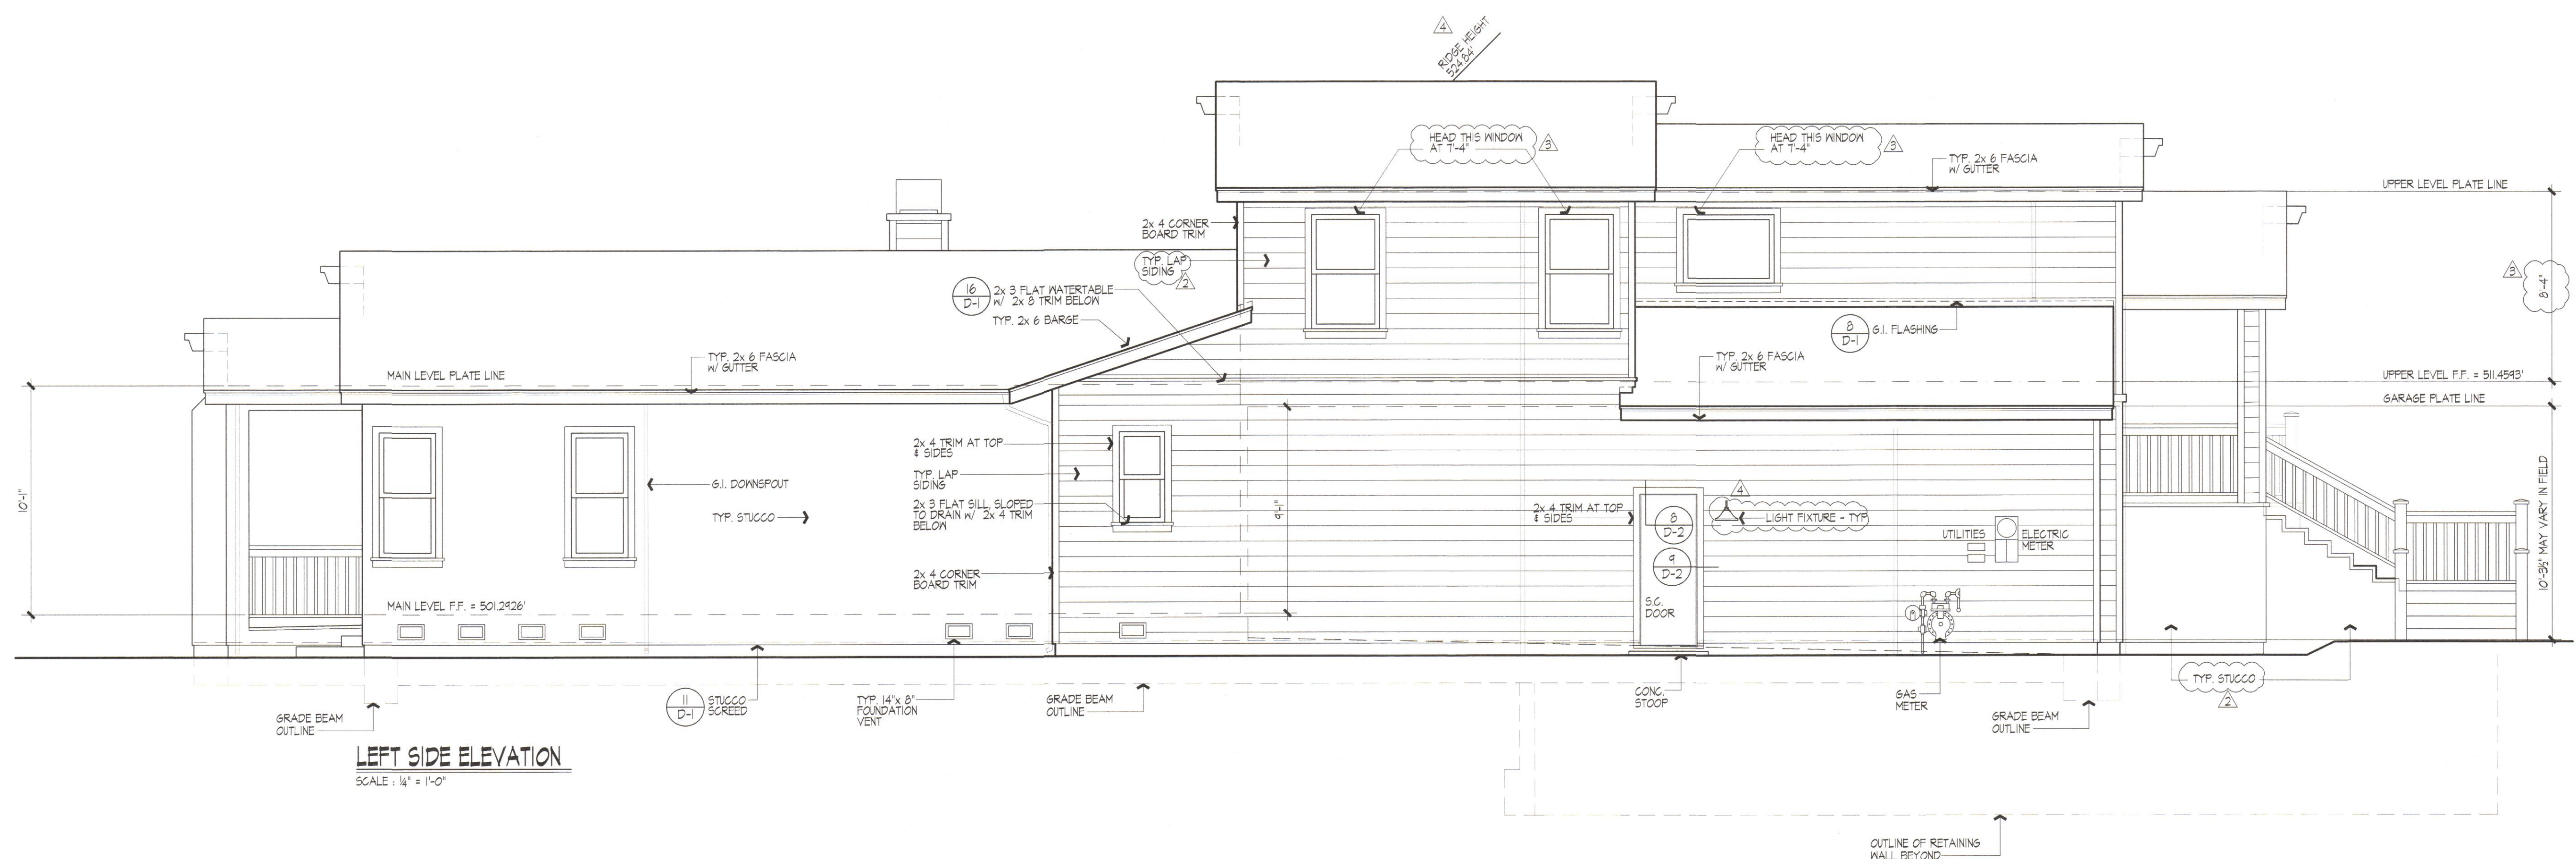 4
RIDGE HEIGHT
524.84'
HEAD THIS WINDOW
AT 7'-4"
3
HEAD THIS WINDOW
AT 7'-4"
3
TYP. 2x 6 FASCIA
W/ GUTTER
UPPER LEVEL PLATE LINE
2x 4 CORNER
BOARD TRIM
TYP. LAP
SIDING
2
16
D-1
2x 3 FLAT WATERTABLE
W/ 2x 8 TRIM BELOW
TYP. 2x 6 BARGE
3
8'-4"
8
D-1
G.I. FLASHING
TYP. 2x 6 FASCIA
W/ GUTTER
TYP. 2x 6 FASCIA
W/ GUTTER
MAIN LEVEL PLATE LINE
UPPER LEVEL F.F. = 511.4593'
GARAGE PLATE LINE
10'-1"
2x 4 TRIM AT TOP
& SIDES
TYP. LAP
SIDING
2x 3 FLAT SILL, SLOPED
TO DRAIN W/ 2x 4 TRIM
BELOW
G.I. DOWNSPOUT
TYP. STUCCO
9'-1"
2x 4 TRIM AT TOP
& SIDES
8
D-2
9
D-2
4
LIGHT FIXTURE - TYP.
UTILITIES
ELECTRIC
METER
10'-3½" MAY VARY IN FIELD
2x 4 CORNER
BOARD TRIM
S.C.
DOOR
MAIN LEVEL F.F. = 501.2926'
GRADE BEAM
OUTLINE
11
D-1
STUCCO
SCREED
TYP. 14"x 8"
FOUNDATION
VENT
GRADE BEAM
OUTLINE
CONC.
STOOP
GAS
METER
GRADE BEAM
OUTLINE
TYP. STUCCO
2
LEFT SIDE ELEVATION
SCALE : ¼" = 1'-0"
OUTLINE OF RETAINING
WALL BEYOND